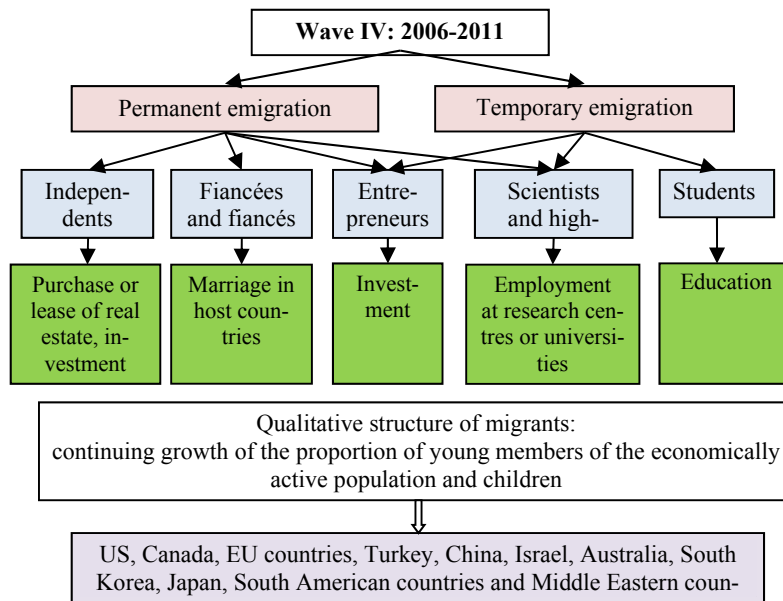 Wave IV: 2006-2011
Permanent emigration
Temporary emigration
Indepen-
dents
Fiancées
and fiancés
Entre-
preneurs
Scientists
and high-
Students
Purchase or
lease of real
estate, in-
vestment
Marriage in
host coun-
tries
Invest-
ment
Employment
at research cen-
tres or universi-
ties
Education
Qualitative structure of migrants:
continuing growth of the proportion of young members of the economically
active population and children
US, Canada, EU countries, Turkey, China, Israel, Australia, South
Korea, Japan, South American countries and Middle Eastern coun-